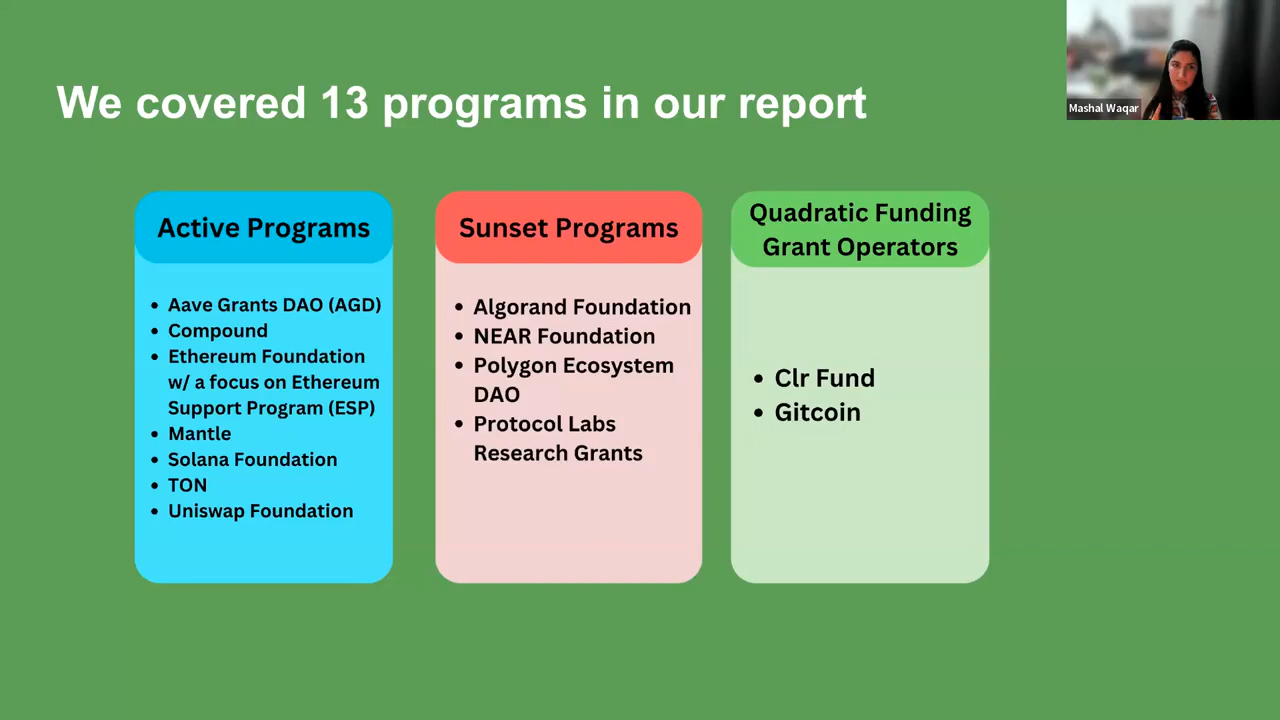 We covered 13 programs in our report
Mashal Waqar
Active Programs
• Aave Grants DAO (AGD)
• Compound
• Ethereum Foundation
w/ a focus on Ethereum
Support Program (ESP)
• Mantle
• Solana Foundation
• TON
• Uniswap Foundation
Sunset Programs
• Algorand Foundation
• NEAR Foundation
• Polygon Ecosystem
DAO
• Protocol Labs
Research Grants
Quadratic Funding
Grant Operators
• Clr Fund
• Gitcoin